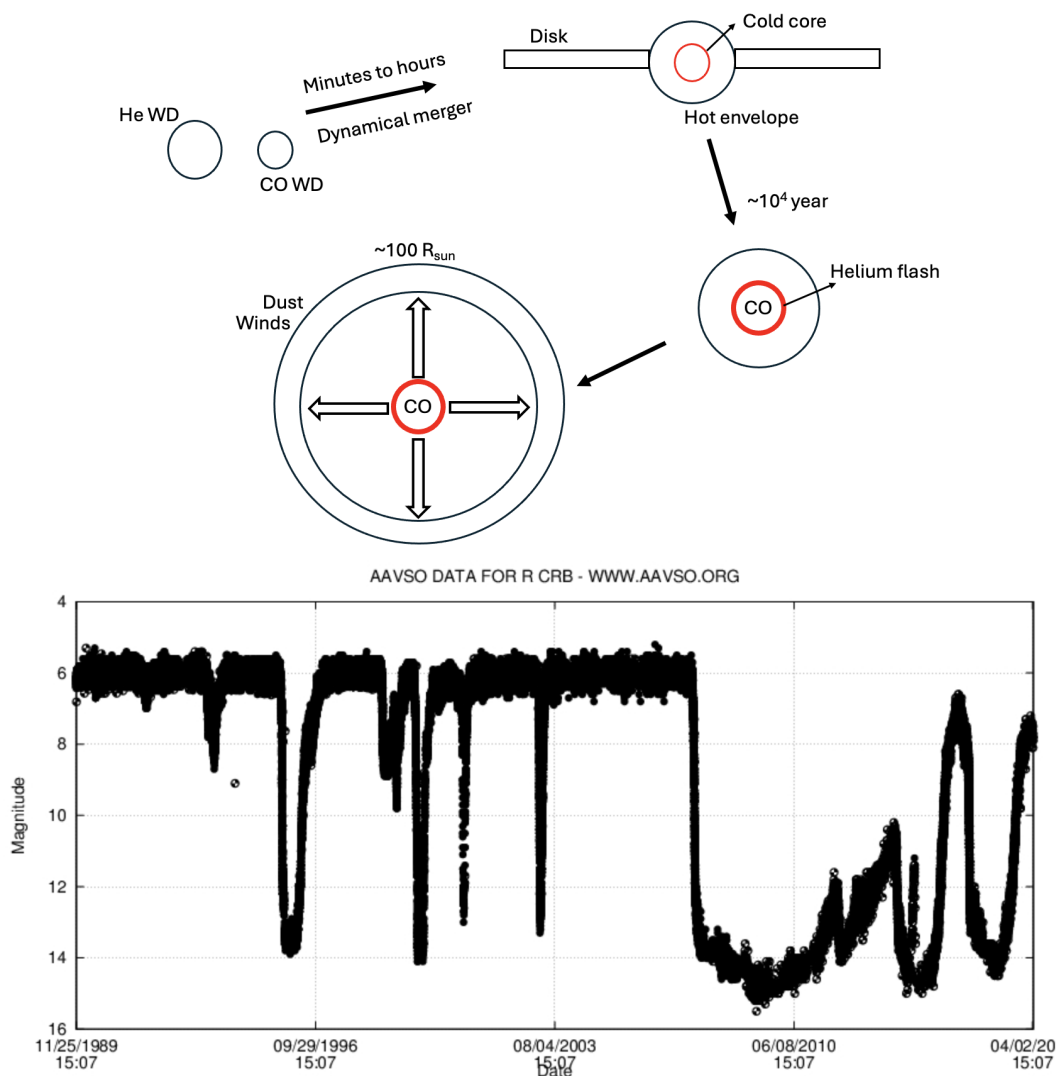 Cold core
Disk
Minutes to hours
He WD
Dynamical merger
Hot envelope
CO WD
~10⁴ year
~100 Rsun
Helium flash
Dust
Winds
CO
CO
AAVSO DATA FOR R CRB - WWW.AAVSO.ORG
4
6
8
10
12
14
16
Magnitude
11/25/1989
15:07
09/29/1996
15:07
08/04/2003
15:07
06/08/2010
15:07
04/02/20
15:07
Date